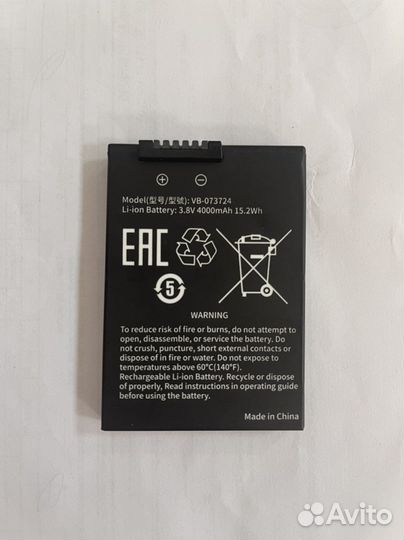 Model(型号/型號): VB-073724
Li-ion Battery: 3.8V 4000mAh 15.2Wh
EAC
5
WARNING
To reduce risk of fire or burns, do not attempt to
open, disassemble, or service the battery. Do
not crush, puncture, short external contacts or
dispose of in fire or water. Do not expose to
temperatures above 60°C(140°F).
Rechargeable Li-ion Battery. Recycle or dispose
of properly, Read instructions in operating guide
before using the battery.
Made in China
Avito